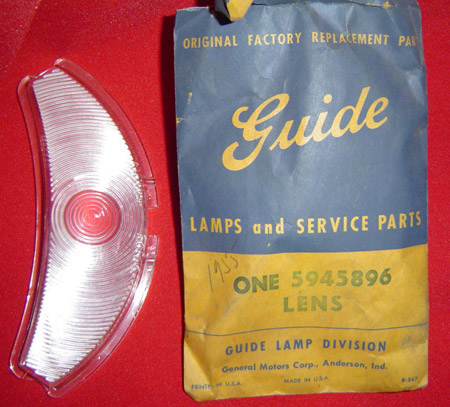 ORIGINAL FACTORY REPLACEMENT PART
Guide
LAMPS and SERVICE PARTS
1955
ONE 5945896
LENS
GUIDE LAMP DIVISION
General Motors Corp., Anderson, Ind.
PRINTED IN U.S.A. MADE IN U.S.A.